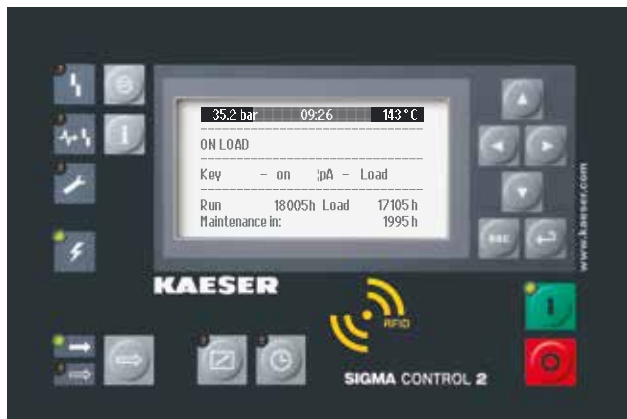 35.2 bar 09:26 143°C
ON LOAD
Key - on :pA - Load
Run 18005h Load 17105h
Maintenance in: 1995h
www.kaeser.com
ESC
KAESER
RFID
SIGMA CONTROL 2